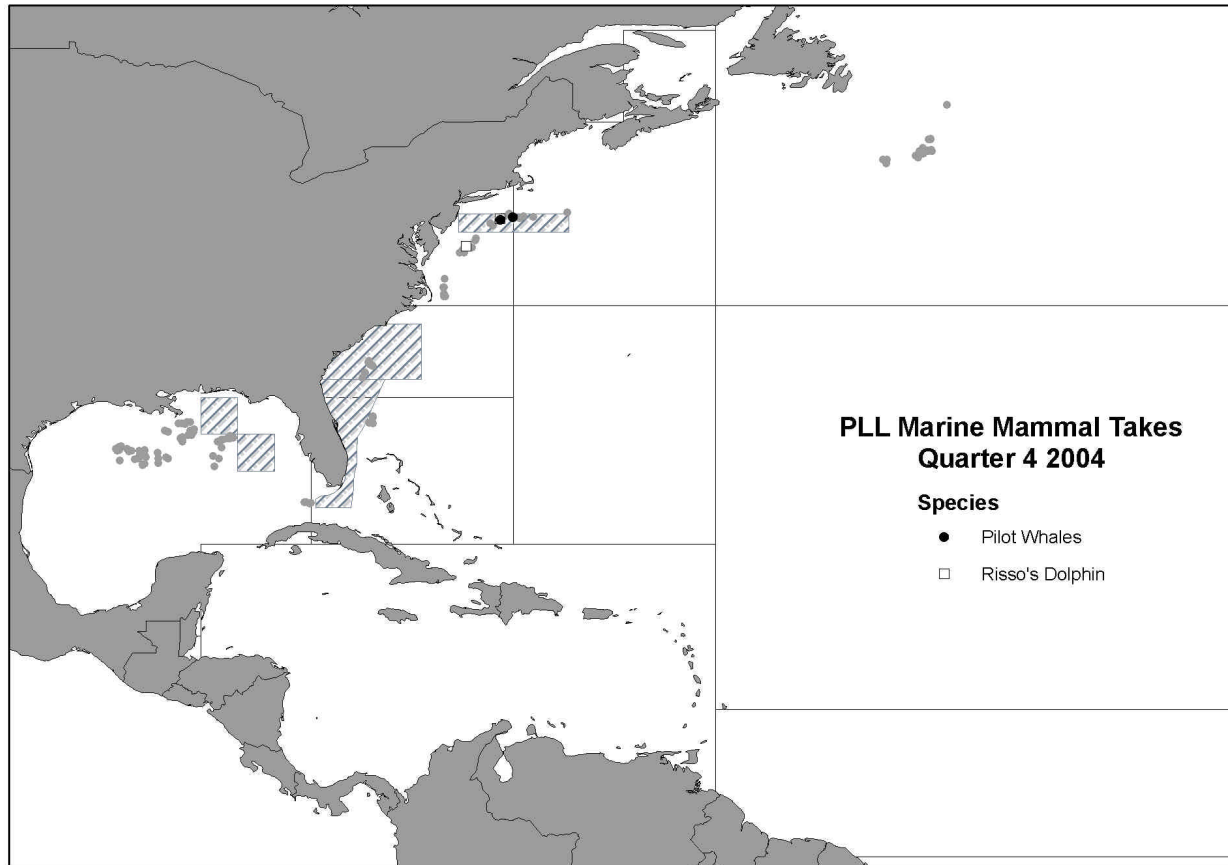 PLL Marine Mammal Takes
Quarter 4 2004
Species
Pilot Whales
Risso's Dolphin